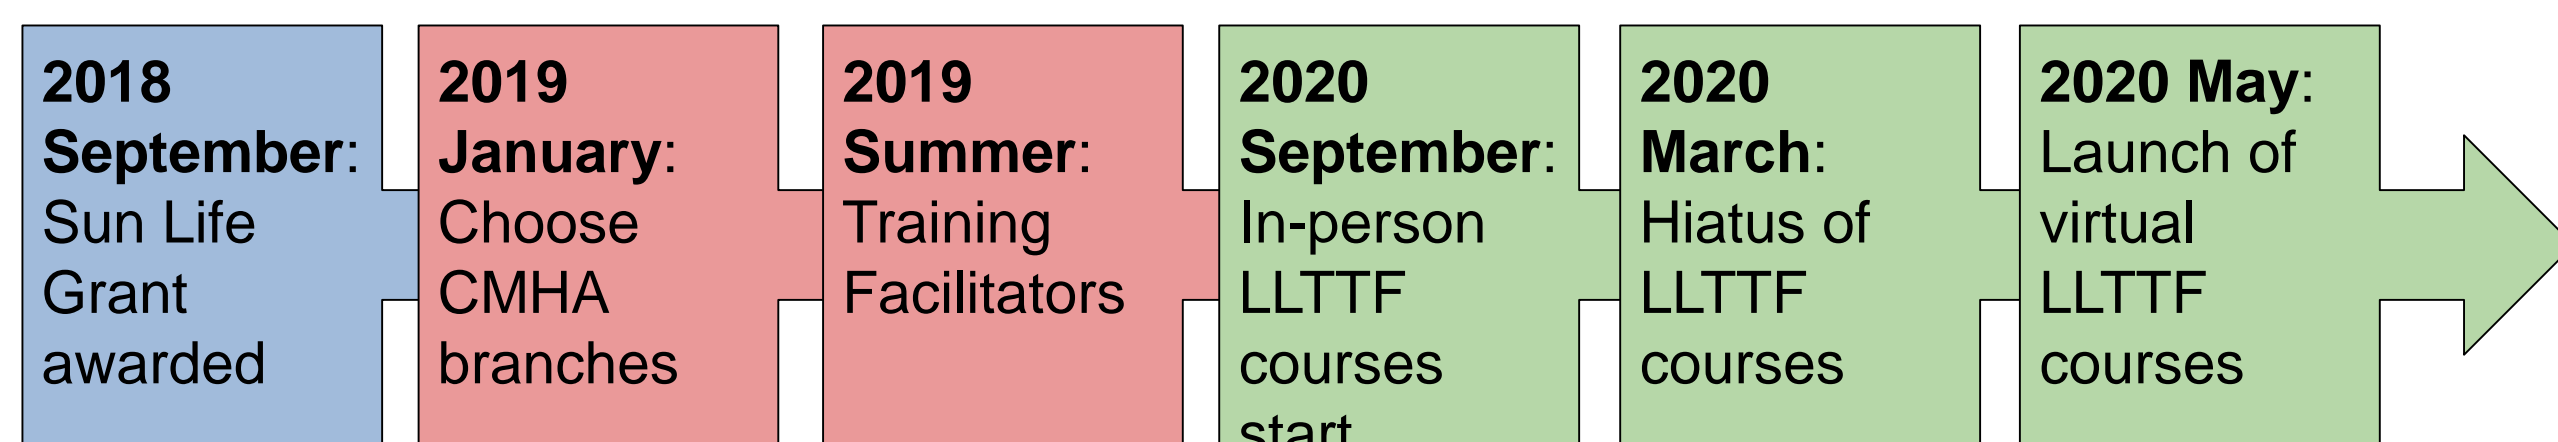 2018
September:
Sun Life
Grant
awarded
2019
January:
Choose
CMHA
branches
2019
Summer:
Training
Facilitators
2020
September:
In-person
LLTTF
courses
start
2020
March:
Hiatus of
LLTTF
courses
2020 May:
Launch of
virtual
LLTTF
courses